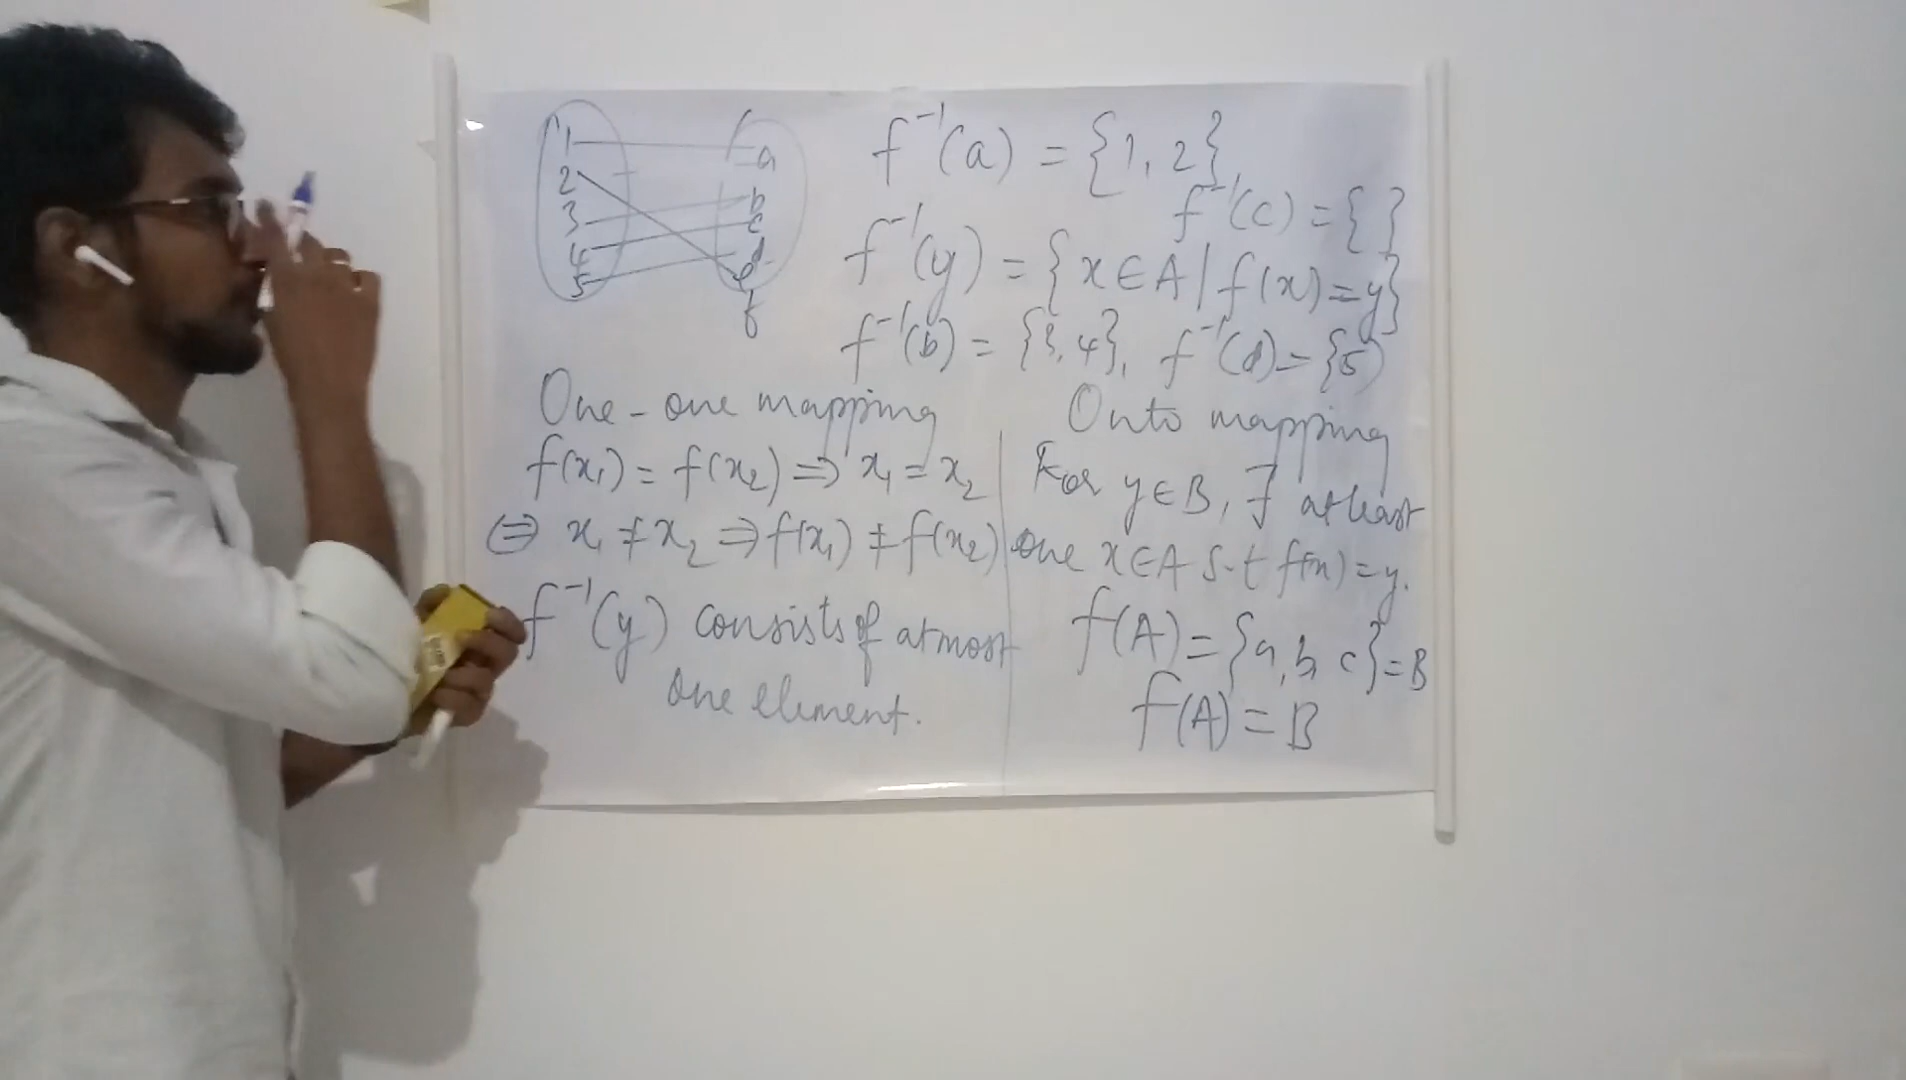 1
2
3
4
5
a
b
c
d
e
f
f⁻¹(a) = {1, 2},
f⁻¹(c) = { }
f⁻¹(y) = {x ∈ A | f(x) = y}
f⁻¹(b) = {3, 4}, f⁻¹(d) = {5}
One-one mapping
f(x₁) = f(x₂) ⇒ x₁ = x₂
⇔ x₁ ≠ x₂ ⇒ f(x₁) ≠ f(x₂)
f⁻¹(y) consists of atmost
one element.
Onto mapping
For y ∈ B, ∃ atleast
one x ∈ A s.t f(x) = y.
f(A) = {a, b, c} = B
f(A) = B